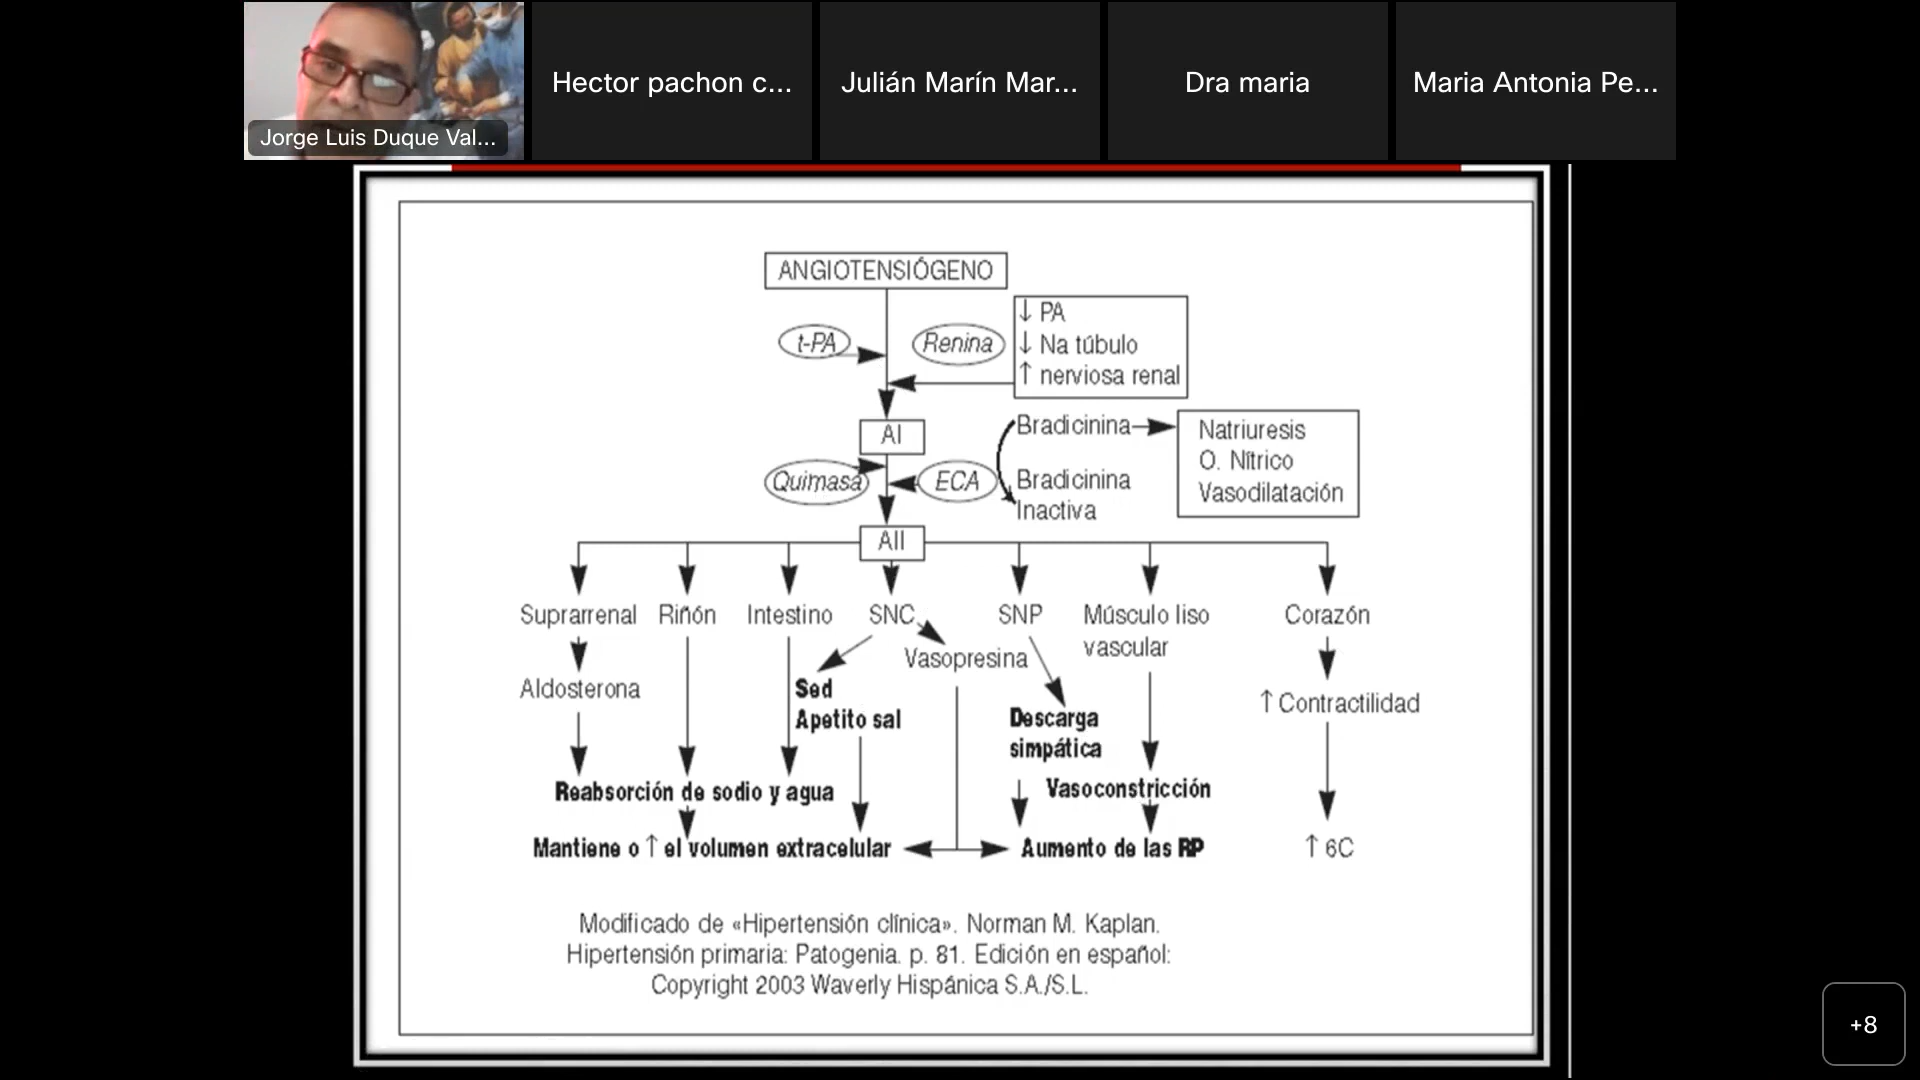 Jorge Luis Duque Val...
Hector pachon c...
Julián Marín Mar...
Dra maria
Maria Antonia Pe...
ANGIOTENSIÓGENO
t-PA
Renina
↓ PA
↓ Na túbulo
↑ nerviosa renal
AI
Bradicinina
Natriuresis
O. Nítrico
Vasodilatación
Quimasa
ECA
Bradicinina
Inactiva
AII
Suprarrenal
Riñón
Intestino
SNC
SNP
Músculo liso
vascular
Corazón
Vasopresina
Aldosterona
Sed
Apetito sal
Descarga
simpática
↑ Contractilidad
Reabsorción de sodio y agua
Vasoconstricción
Mantiene o ↑ el volumen extracelular
Aumento de las RP
↑ 6C
Modificado de «Hipertensión clínica». Norman M. Kaplan.
Hipertensión primaria: Patogenia. p. 81. Edición en español:
Copyright 2003 Waverly Hispánica S.A./S.L.
+8